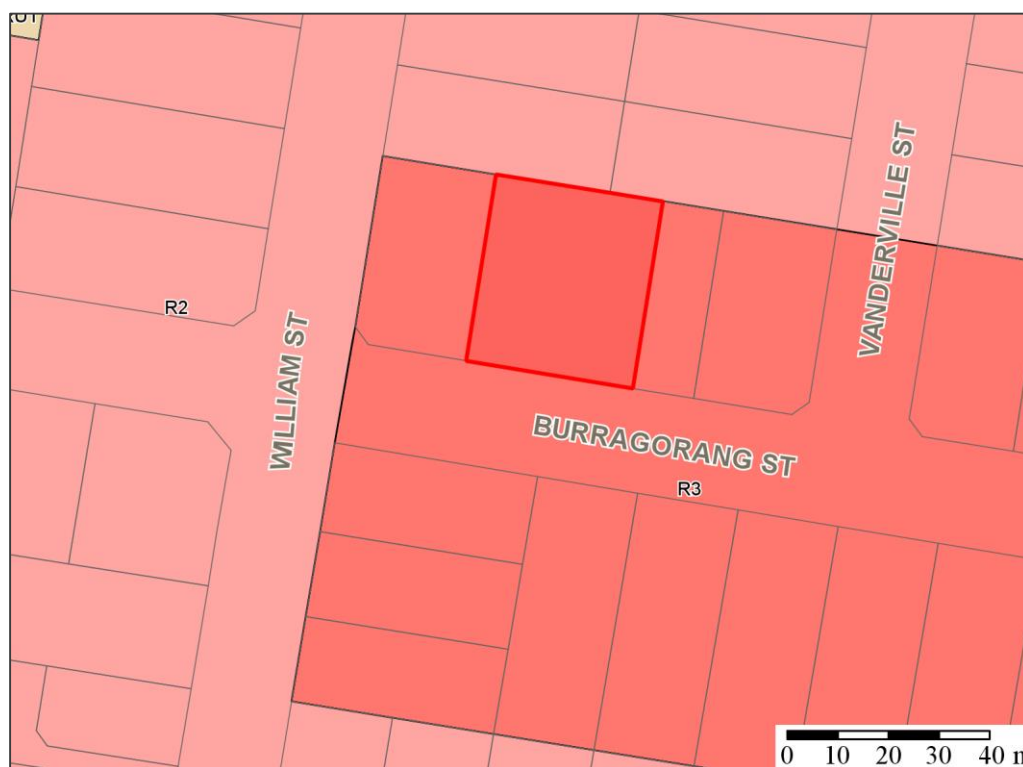 VANDERVILLE ST
R2
WILLIAM ST
BURRAGORANG ST
R3
0 10 20 30 40 m